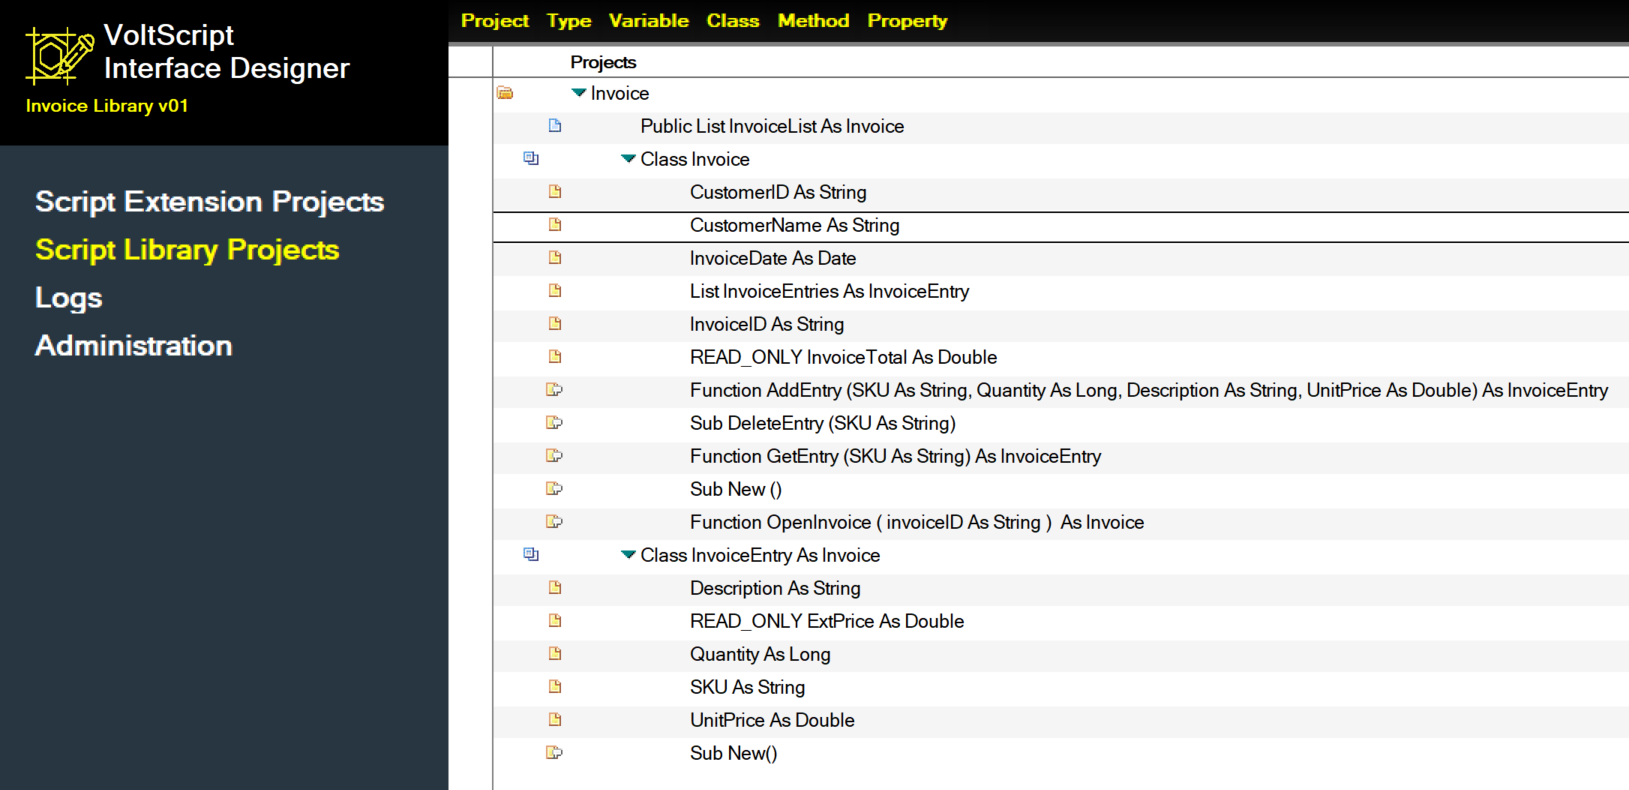 VoltScript
Interface Designer
Invoice Library v01
Script Extension Projects
Script Library Projects
Logs
Administration
Project Type Variable Class Method Property
Projects
Invoice
Public List InvoiceList As Invoice
Class Invoice
CustomerID As String
CustomerName As String
InvoiceDate As Date
List InvoiceEntries As InvoiceEntry
InvoiceID As String
READ_ONLY InvoiceTotal As Double
Function AddEntry (SKU As String, Quantity As Long, Description As String, UnitPrice As Double) As InvoiceEntry
Sub DeleteEntry (SKU As String)
Function GetEntry (SKU As String) As InvoiceEntry
Sub New ()
Function OpenInvoice ( invoiceID As String )  As Invoice
Class InvoiceEntry As Invoice
Description As String
READ_ONLY ExtPrice As Double
Quantity As Long
SKU As String
UnitPrice As Double
Sub New()